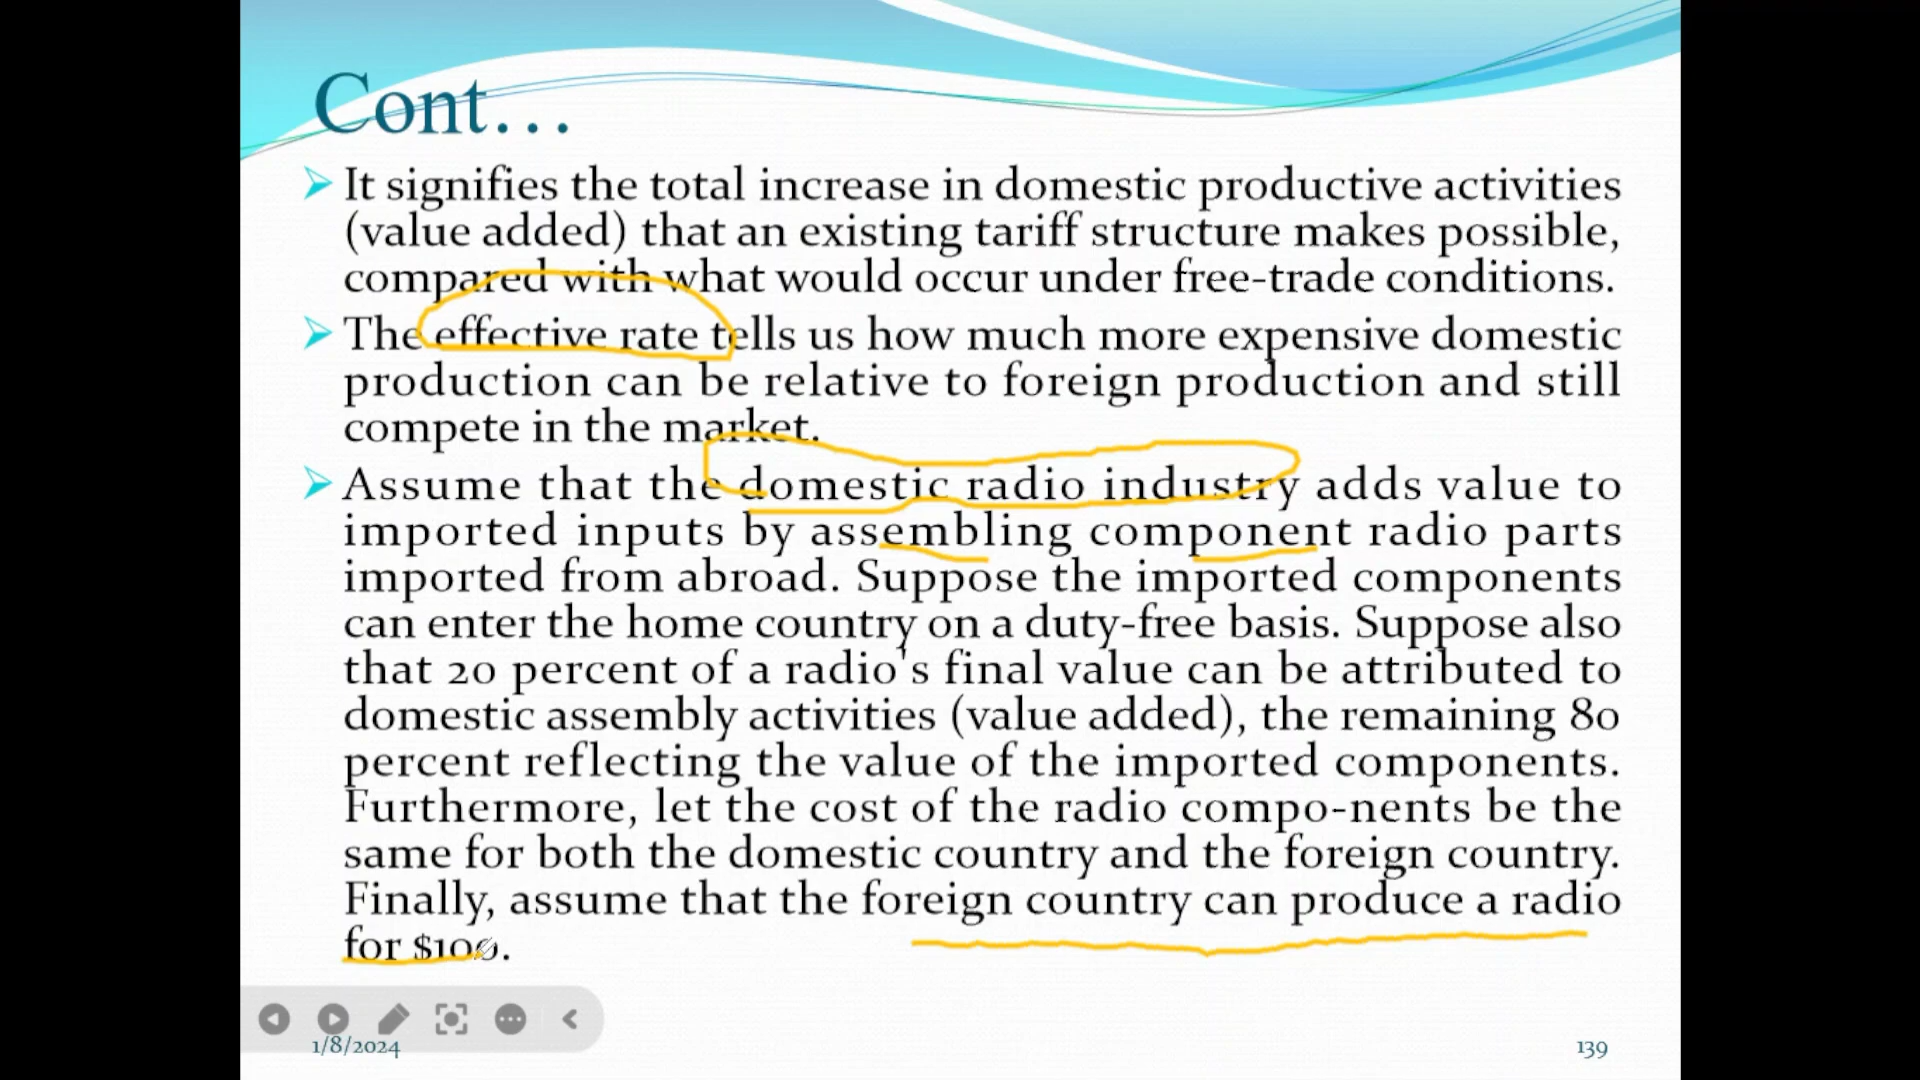 Cont…
It signifies the total increase in domestic productive activities
(value added) that an existing tariff structure makes possible,
compared with what would occur under free-trade conditions.
The effective rate tells us how much more expensive domestic
production can be relative to foreign production and still
compete in the market.
Assume that the domestic radio industry adds value to
imported inputs by assembling component radio parts
imported from abroad. Suppose the imported components
can enter the home country on a duty-free basis. Suppose also
that 20 percent of a radio's final value can be attributed to
domestic assembly activities (value added), the remaining 80
percent reflecting the value of the imported components.
Furthermore, let the cost of the radio compo-nents be the
same for both the domestic country and the foreign country.
Finally, assume that the foreign country can produce a radio
for $100.
1/8/2024
139